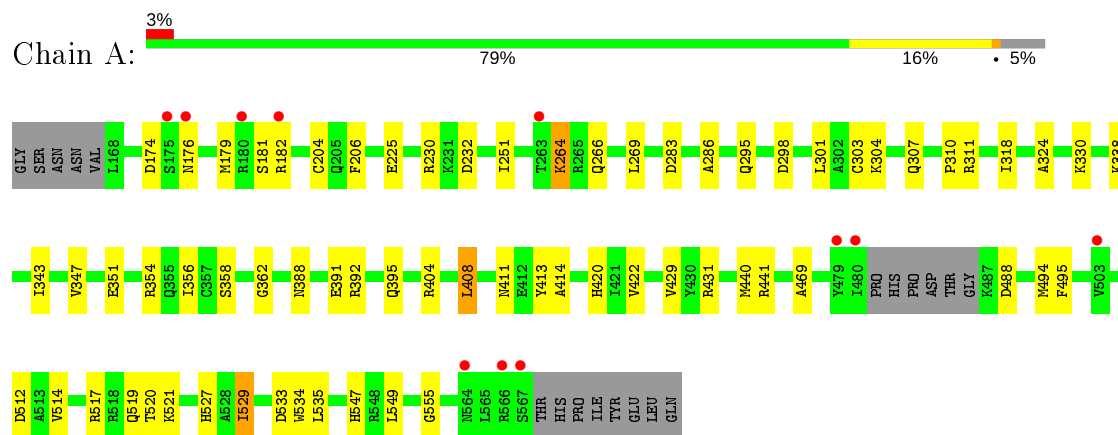 3%
Chain A:
79% 16% • 5%
GLY SER ASN ASN VAL L168 D174 S175 N176 M179 R180 S181 R182 C204 Q205 F206 E225 R230 K231 D232 I251 T263 K264 R265 Q266 L269 D283 A286 Q295 D298 L301 A302 C303 K304 Q307 P310 R311 I318 A324 K330 K338
I343 V347 E351 R354 Q355 I356 C357 S358 G362 N388 E391 R392 Q395 R404 L408 N411 E412 Y413 A414 H420 I421 V422 V429 Y430 R431 M440 R441 A469 Y479 I480 PRO HIS PRO ASP THR GLY K487 D488 M494 F495 V503
D512 A513 V514 R517 R518 Q519 T520 K521 H527 A528 I529 D533 W534 L535 H547 R548 L549 G555 N564 L565 R566 S567 THR HIS PRO ILE TYR GLU LEU GLN